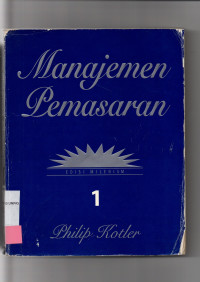 Manajemen
Pemasaran
EDISI MILENIUM
1
Philip Kotler